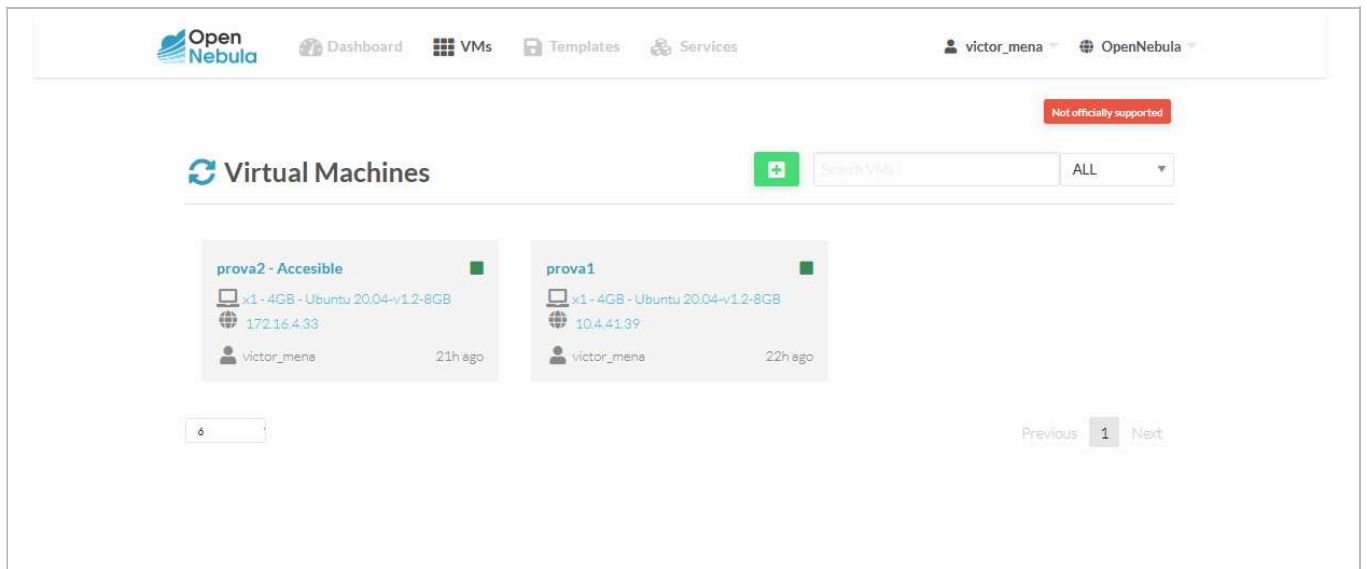 Open
Nebula
Dashboard
VMs
Templates
Services
victor_mena
OpenNebula
Not officially supported
Virtual Machines
Search VMs
ALL
prova2 - Accesible
x1 - 4GB - Ubuntu 20.04-v1.2-8GB
172.16.4.33
victor_mena
21h ago
prova1
x1 - 4GB - Ubuntu 20.04-v1.2-8GB
10.4.41.39
victor_mena
22h ago
6
Previous
1
Next